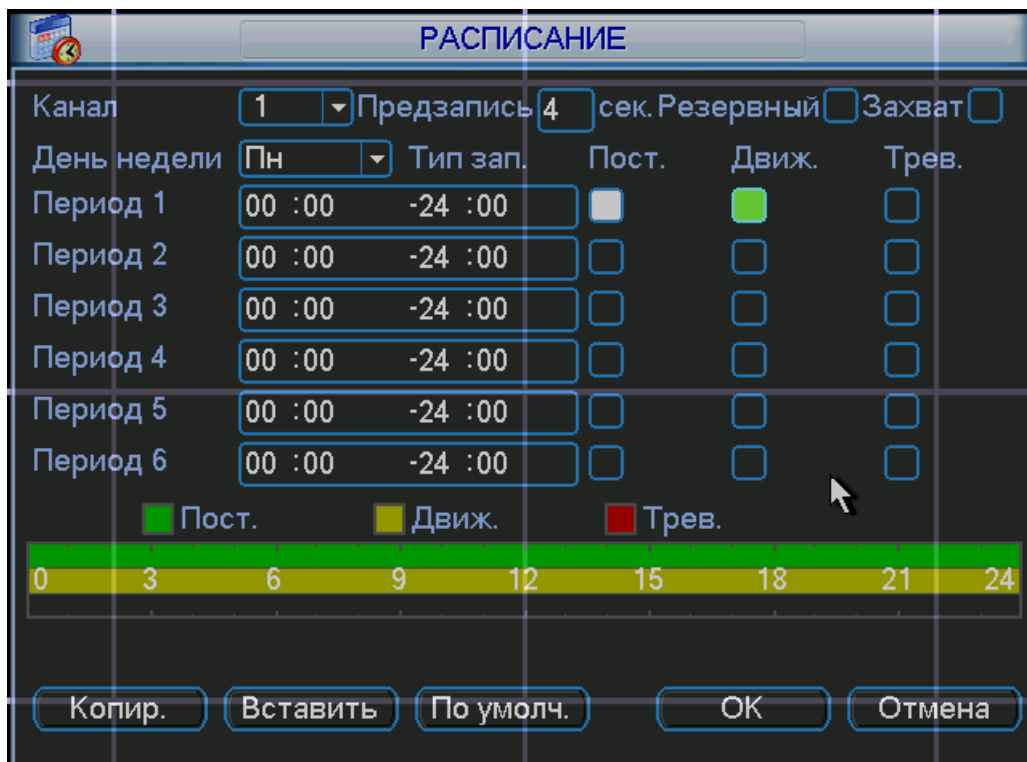 РАСПИСАНИЕ
Канал 1 Предзапись 4 сек. Резервный Захват
День недели Пн Тип зап. Пост. Движ. Трев.
Период 1 00 :00 -24 :00
Период 2 00 :00 -24 :00
Период 3 00 :00 -24 :00
Период 4 00 :00 -24 :00
Период 5 00 :00 -24 :00
Период 6 00 :00 -24 :00
Пост. Движ. Трев.
0 3 6 9 12 15 18 21 24
Копир. Вставить По умолч. OK Отмена